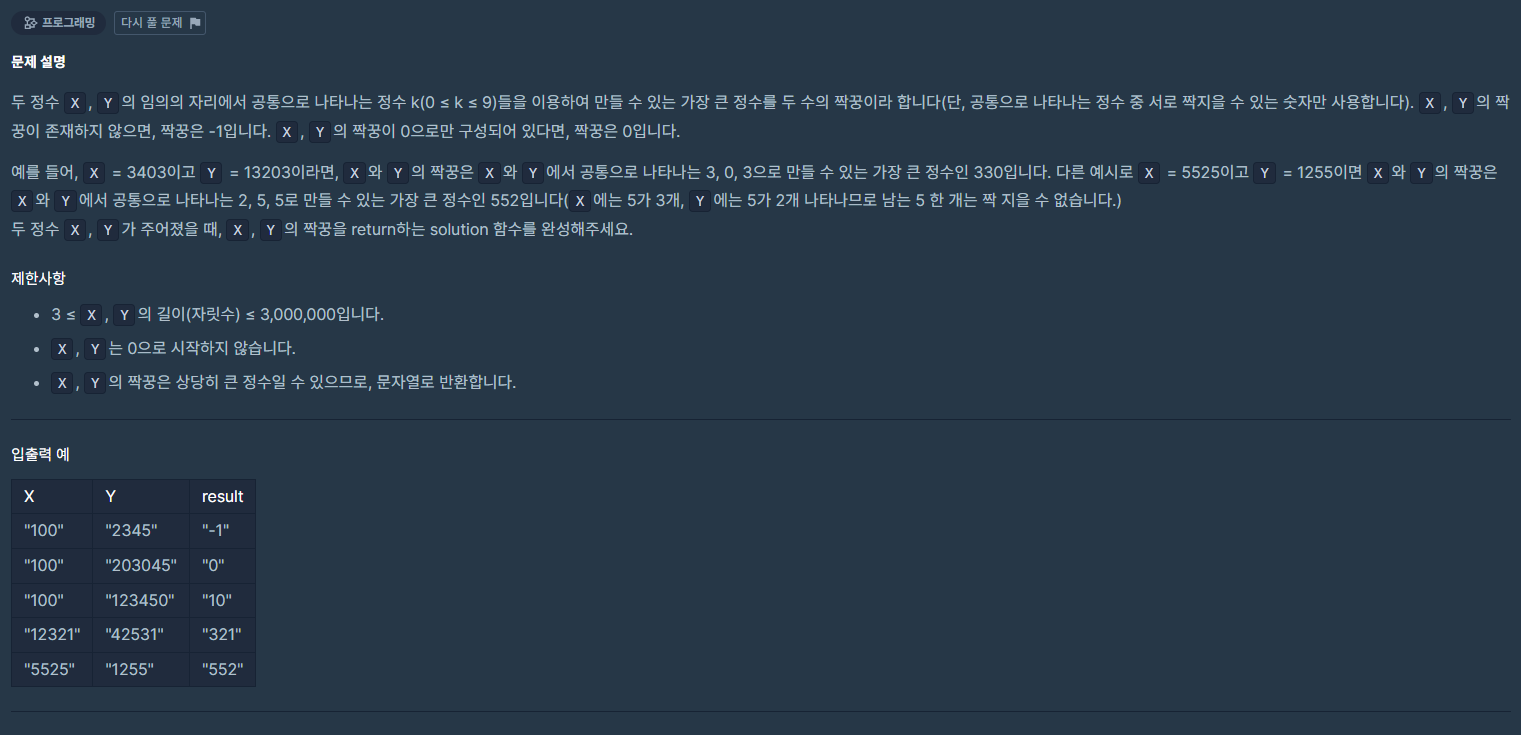 프로그래밍 다시 풀 문제
문제 설명
두 정수 X, Y의 임의의 자리에서 공통으로 나타나는 정수 k(0 ≤ k ≤ 9)들을 이용하여 만들 수 있는 가장 큰 정수를 두 수의 짝꿍이라 합니다(단, 공통으로 나타나는 정수 중 서로 짝지을 수 있는 숫자만 사용합니다). X, Y의 짝
꿍이 존재하지 않으면, 짝꿍은 -1입니다. X, Y의 짝꿍이 0으로만 구성되어 있다면, 짝꿍은 0입니다.
예를 들어, X = 3403이고 Y = 13203이라면, X와 Y의 짝꿍은 X와 Y에서 공통으로 나타나는 3, 0, 3으로 만들 수 있는 가장 큰 정수인 330입니다. 다른 예시로 X = 5525이고 Y = 1255이면 X와 Y의 짝꿍은
X와 Y에서 공통으로 나타나는 2, 5, 5로 만들 수 있는 가장 큰 정수인 552입니다(X에는 5가 3개, Y에는 5가 2개 나타나므로 남는 5 한 개는 짝 지을 수 없습니다.)
두 정수 X, Y가 주어졌을 때, X, Y의 짝꿍을 return하는 solution 함수를 완성해주세요.
제한사항
• 3 ≤ X, Y의 길이(자릿수) ≤ 3,000,000입니다.
• X, Y는 0으로 시작하지 않습니다.
• X, Y의 짝꿍은 상당히 큰 정수일 수 있으므로, 문자열로 반환합니다.
입출력 예
X Y result
"100" "2345" "-1"
"100" "203045" "0"
"100" "123450" "10"
"12321" "42531" "321"
"5525" "1255" "552"